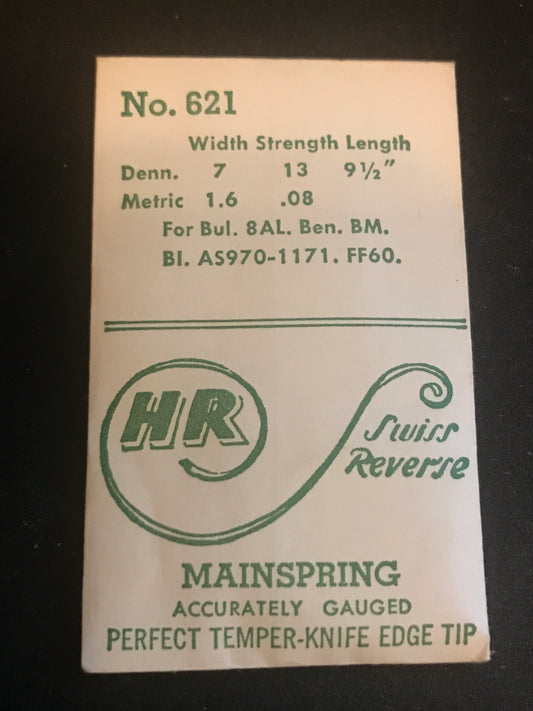 No. 621
Width Strength Length
Denn. 7 13 9½"
Metric 1.6 .08
For Bul. 8AL. Ben. BM.
BI. AS970-1171. FF60.
HR
Swiss
Reverse
MAINSPRING
ACCURATELY GAUGED
PERFECT TEMPER-KNIFE EDGE TIP